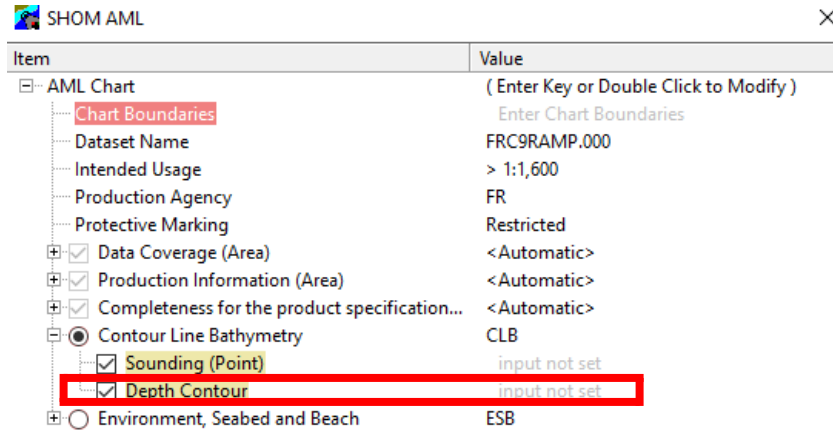 SHOM AML
Item Value
AML Chart ( Enter Key or Double Click to Modify )
Chart Boundaries Enter Chart Boundaries
Dataset Name FRC9RAMP.000
Intended Usage > 1:1,600
Production Agency FR
Protective Marking Restricted
Data Coverage (Area) <Automatic>
Production Information (Area) <Automatic>
Completeness for the product specification... <Automatic>
Contour Line Bathymetry CLB
Sounding (Point) input not set
Depth Contour input not set
Environment, Seabed and Beach ESB